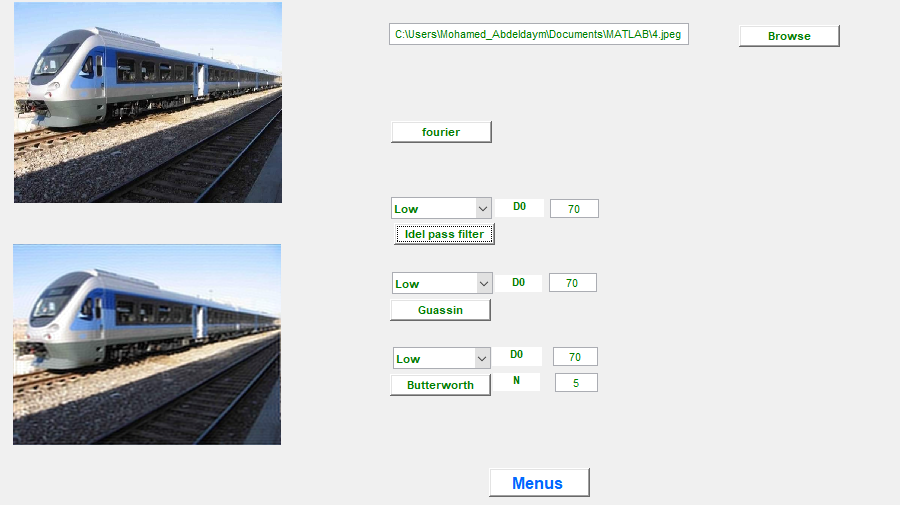 C:\Users\Mohamed_Abdeldaym\Documents\MATLAB\4.jpeg
Browse
fourier
Low D0 70
Idel pass filter
Low D0 70
Guassin
Low D0 70
Butterworth N 5
Menus